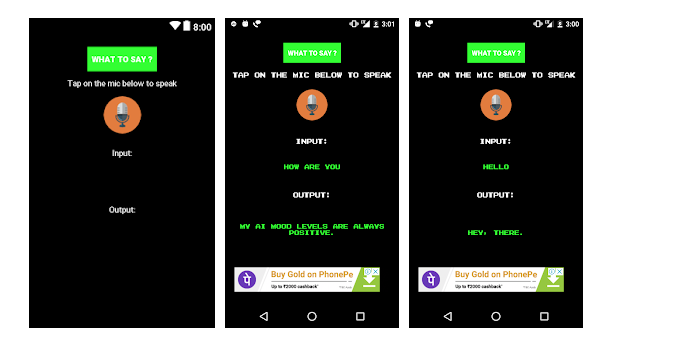 8:00
WHAT TO SAY ?
Tap on the mic below to speak
Input:
Output:
3:01
WHAT TO SAY ?
TAP ON THE MIC BELOW TO SPEAK
INPUT:
HOW ARE YOU
OUTPUT:
MY AI MOOD LEVELS ARE ALWAYS
POSITIVE.
पे
Buy Gold on PhonePe
Up to ₹2000 cashback*
3:00
WHAT TO SAY ?
TAP ON THE MIC BELOW TO SPEAK
INPUT:
HELLO
OUTPUT:
HEY, THERE.
पे
Buy Gold on PhonePe
Up to ₹2000 cashback*